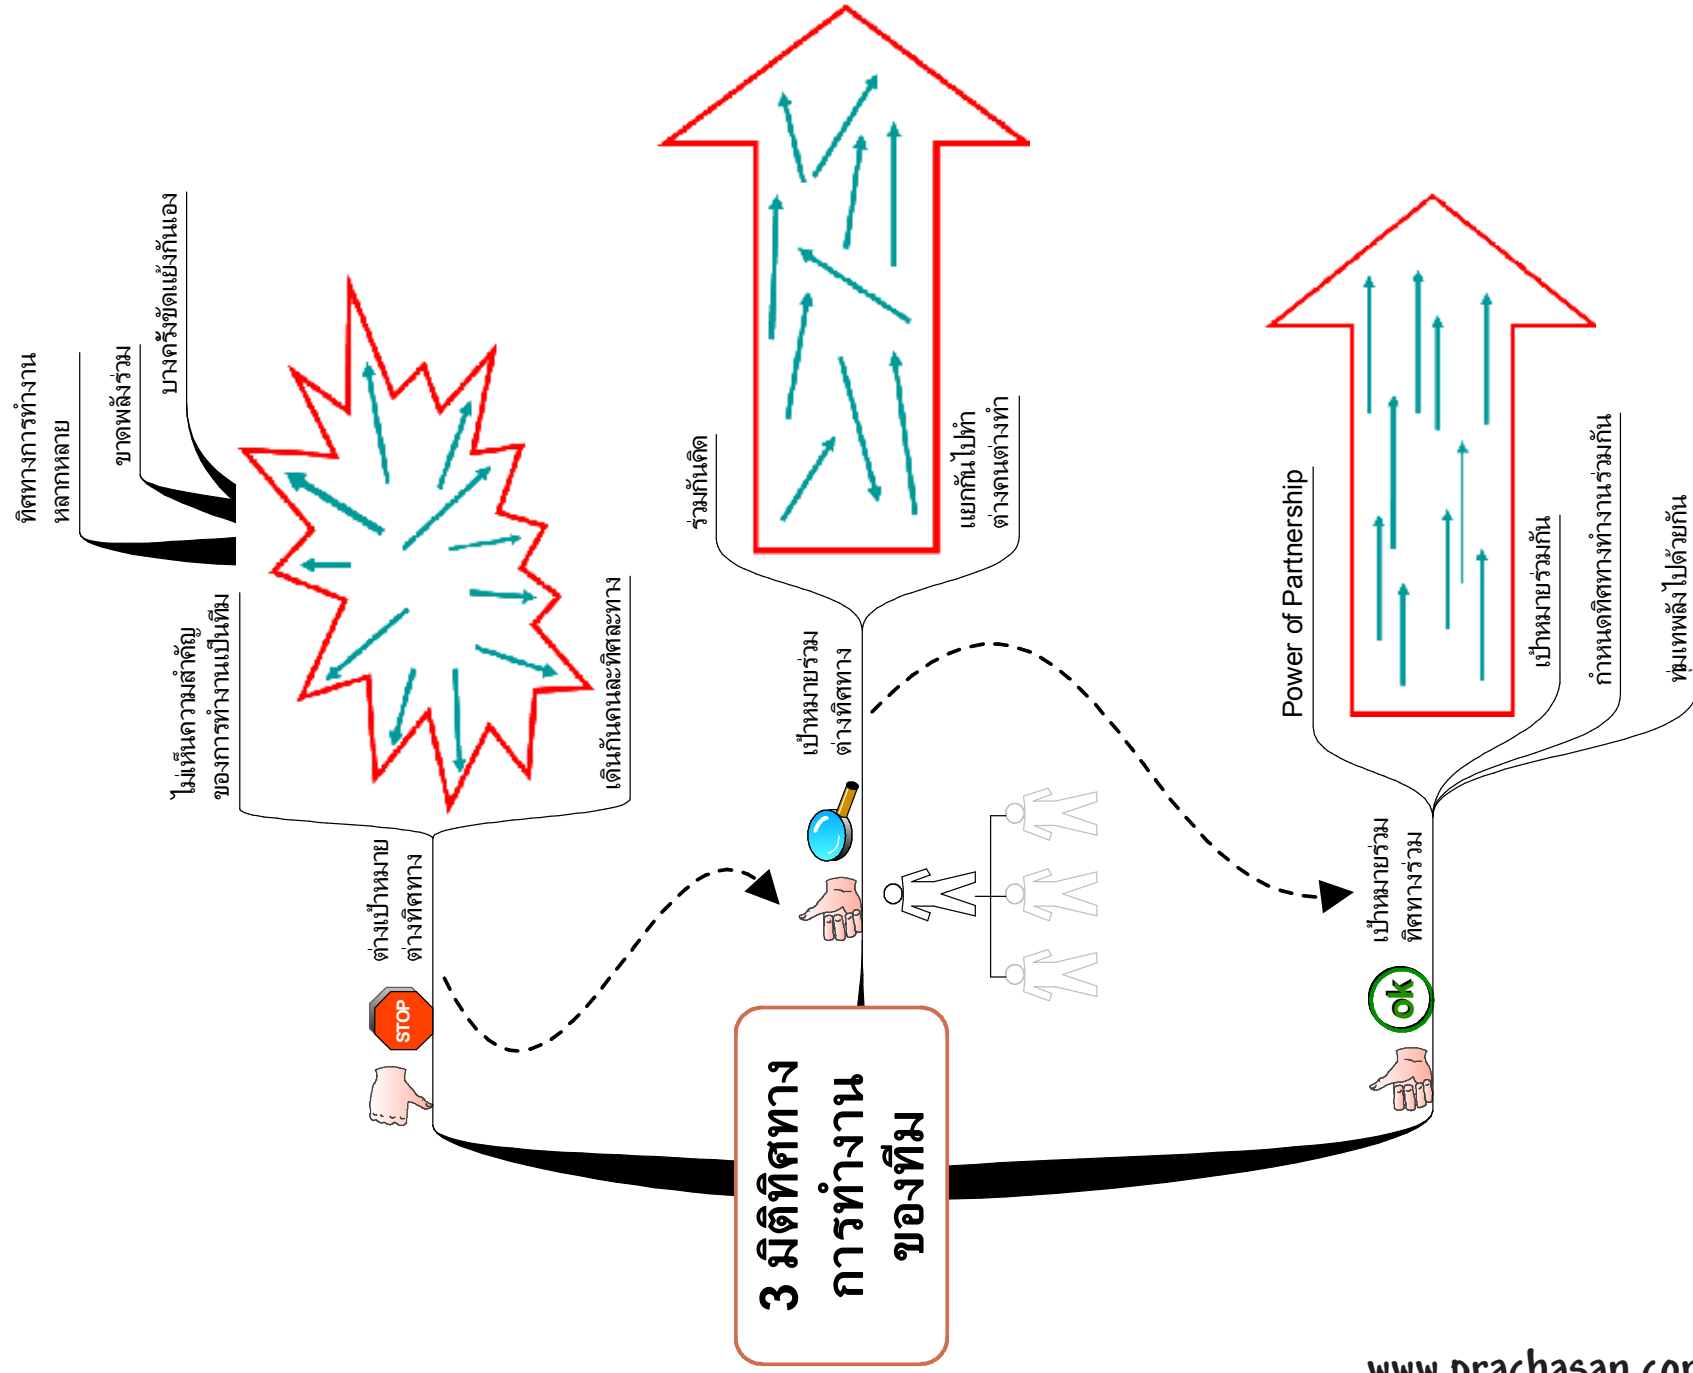 3 มิติทิศทาง
การทำงาน
ของทีม
STOP
ต่างเป้าหมาย
ต่างทิศทาง
ไม่เห็นความสำคัญ
ของการทำงานเป็นทีม
ทิศทางการทำงาน
หลากหลาย
ขาดพลังร่วม
บางครั้งขัดแย้งกันเอง
เดินกันคนละทิศละทาง
เป้าหมายร่วม
ต่างทิศทาง
ร่วมกันคิด
แยกกันไปทำ
ต่างคนต่างทำ
ok
เป้าหมายร่วม
ทิศทางร่วม
Power of Partnership
เป้าหมายร่วมกัน
กำหนดทิศทางทำงานร่วมกัน
ทุ่มเทพลังไปด้วยกัน
www.prachasan.com